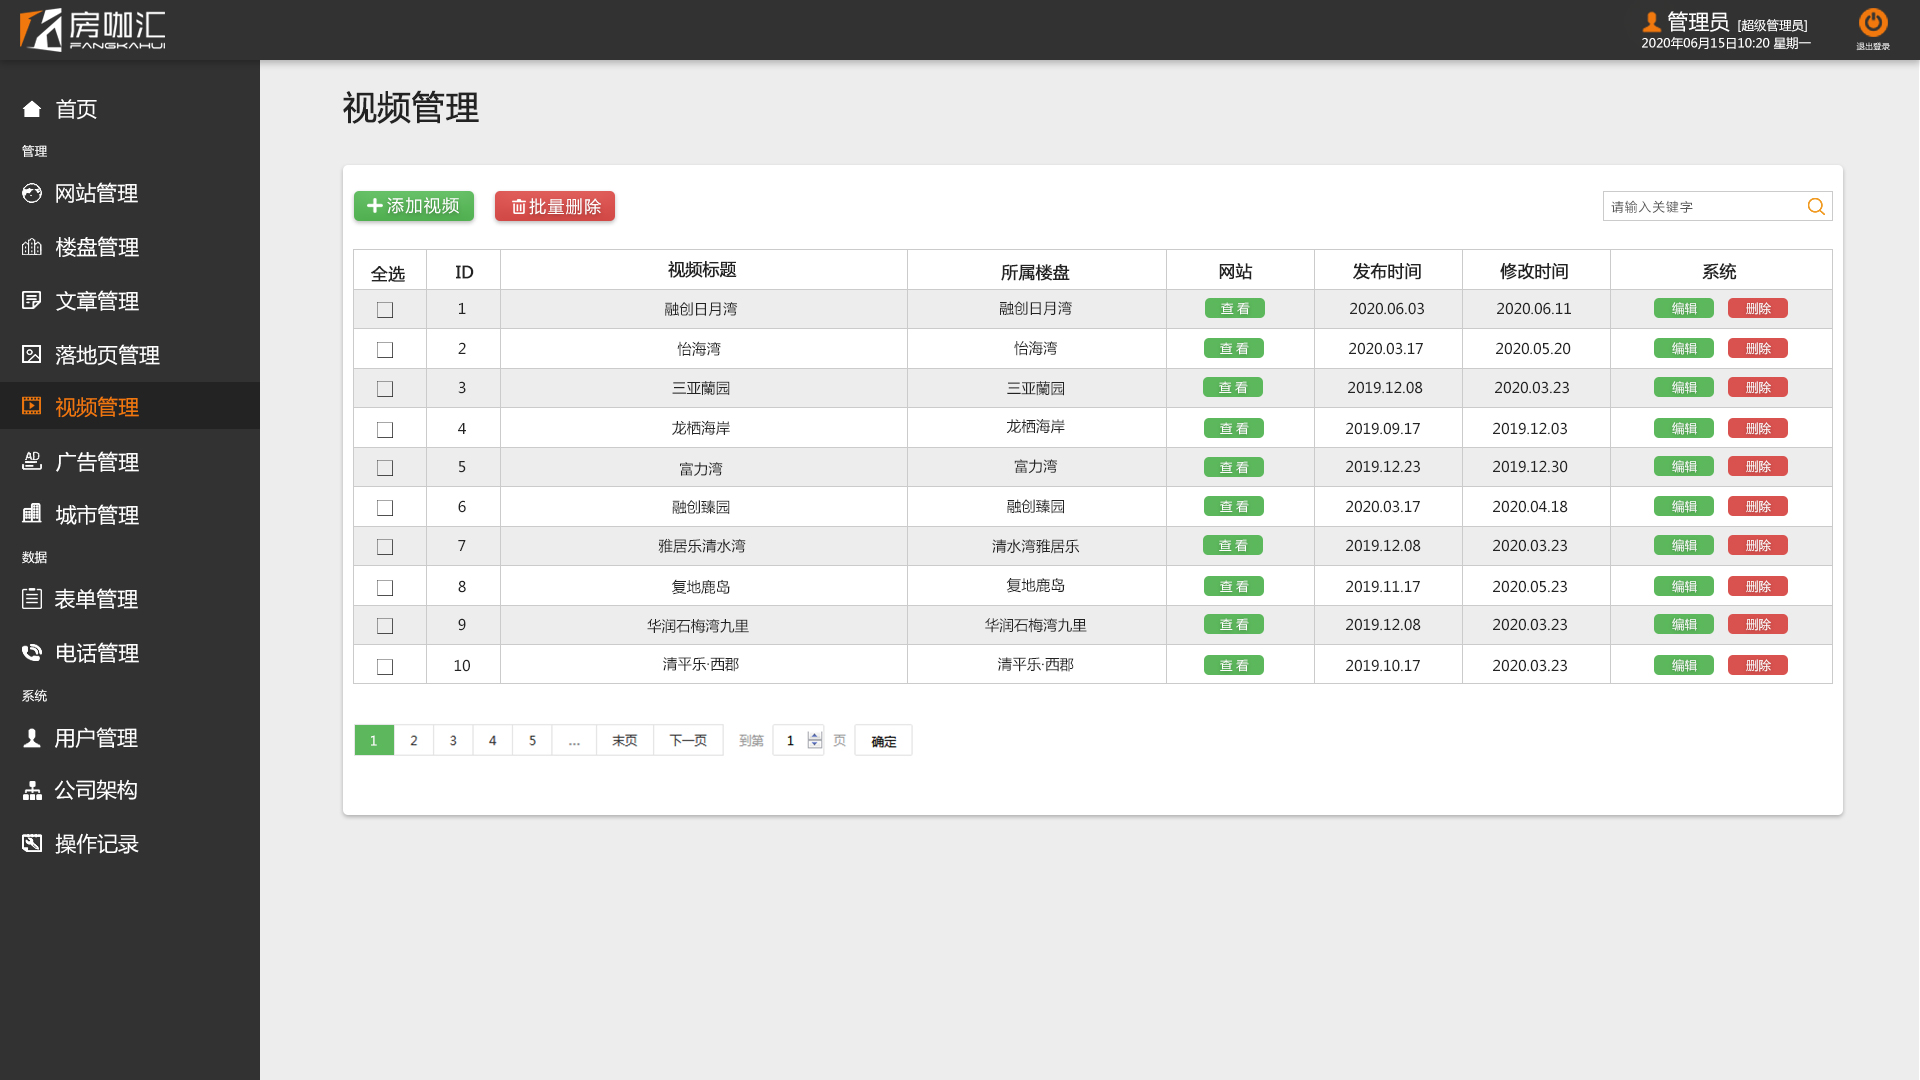 房咖汇
FANGKAHUI
管理员 [超级管理员]
2020年06月15日10:20 星期一
退出登录
首页
管理
网站管理
楼盘管理
文章管理
落地页管理
视频管理
AD 广告管理
城市管理
数据
表单管理
电话管理
系统
用户管理
公司架构
操作记录
视频管理
添加视频 批量删除 请输入关键字
全选 ID 视频标题 所属楼盘 网站 发布时间 修改时间 系统
1 融创日月湾 融创日月湾 查看 2020.06.03 2020.06.11 编辑 删除
2 怡海湾 怡海湾 查看 2020.03.17 2020.05.20 编辑 删除
3 三亚蘭园 三亚蘭园 查看 2019.12.08 2020.03.23 编辑 删除
4 龙栖海岸 龙栖海岸 查看 2019.09.17 2019.12.03 编辑 删除
5 富力湾 富力湾 查看 2019.12.23 2019.12.30 编辑 删除
6 融创臻园 融创臻园 查看 2020.03.17 2020.04.18 编辑 删除
7 雅居乐清水湾 清水湾雅居乐 查看 2019.12.08 2020.03.23 编辑 删除
8 复地鹿岛 复地鹿岛 查看 2019.11.17 2020.05.23 编辑 删除
9 华润石梅湾九里 华润石梅湾九里 查看 2019.12.08 2020.03.23 编辑 删除
10 清平乐·西郡 清平乐·西郡 查看 2019.10.17 2020.03.23 编辑 删除
1 2 3 4 5 ... 末页 下一页 到第 1 页 确定